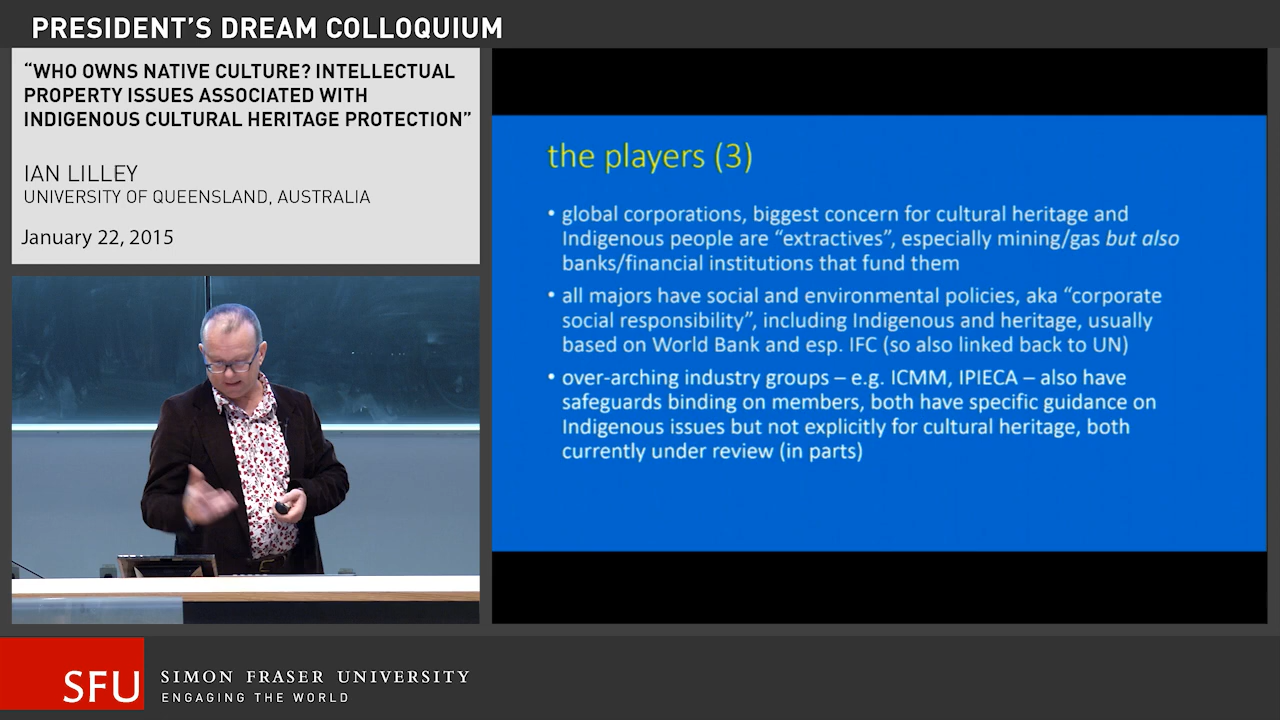 PRESIDENT'S DREAM COLLOQUIUM
“WHO OWNS NATIVE CULTURE? INTELLECTUAL
PROPERTY ISSUES ASSOCIATED WITH
INDIGENOUS CULTURAL HERITAGE PROTECTION”
IAN LILLEY
UNIVERSITY OF QUEENSLAND, AUSTRALIA
January 22, 2015
the players (3)
• global corporations, biggest concern for cultural heritage and
Indigenous people are “extractives”, especially mining/gas but also
banks/financial institutions that fund them
• all majors have social and environmental policies, aka “corporate
social responsibility”, including Indigenous and heritage, usually
based on World Bank and esp. IFC (so also linked back to UN)
• over-arching industry groups – e.g. ICMM, IPIECA – also have
safeguards binding on members, both have specific guidance on
Indigenous issues but not explicitly for cultural heritage, both
currently under review (in parts)
SFU
SIMON FRASER UNIVERSITY
ENGAGING THE WORLD